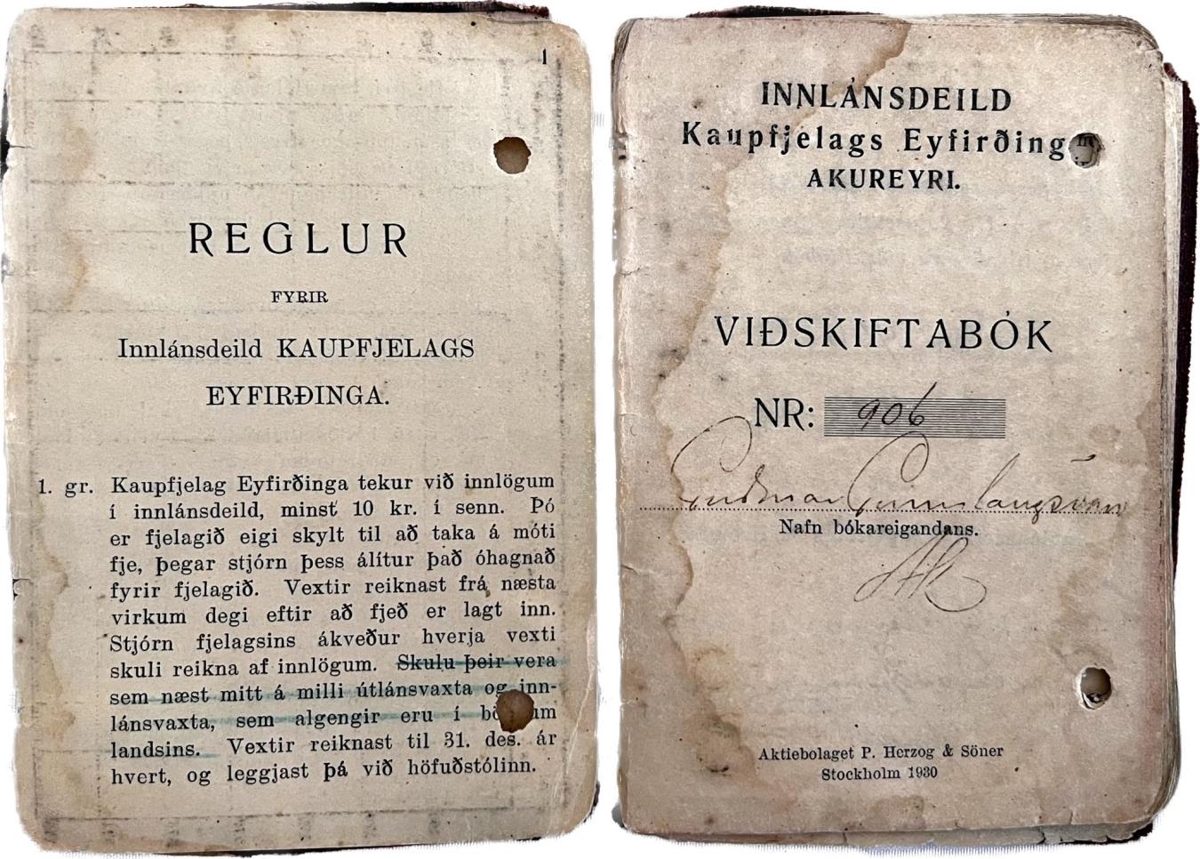 1
REGLUR
FYRIR
Innlánsdeild KAUPFJELAGS
EYFIRÐINGA.
1. gr. Kaupfjelag Eyfirðinga tekur við innlögum
í innlánsdeild, minst 10 kr. í senn. Þó
er fjelagið eigi skylt til að taka á móti
fje, þegar stjórn þess álítur það óhagnað
fyrir fjelagið. Vextir reiknast frá næsta
virkum degi eftir að fjeð er lagt inn.
Stjórn fjelagsins ákveður hverja vexti
skuli reikna af innlögum. Skulu þeir vera
sem næst mitt á milli útlánsvaxta og inn-
lánsvaxta, sem algengir eru í
landsins. Vextir reiknast til 31. des. ár
hvert, og leggjast þá við höfuðstólinn.
INNLÁNSDEILD
Kaupfjelags Eyfirðing
AKUREYRI.
VIÐSKIFTABÓK
NR: 906
Nafn bókareigandans.
Aktiebolaget P. Herzog & Söner
Stockholm 1930